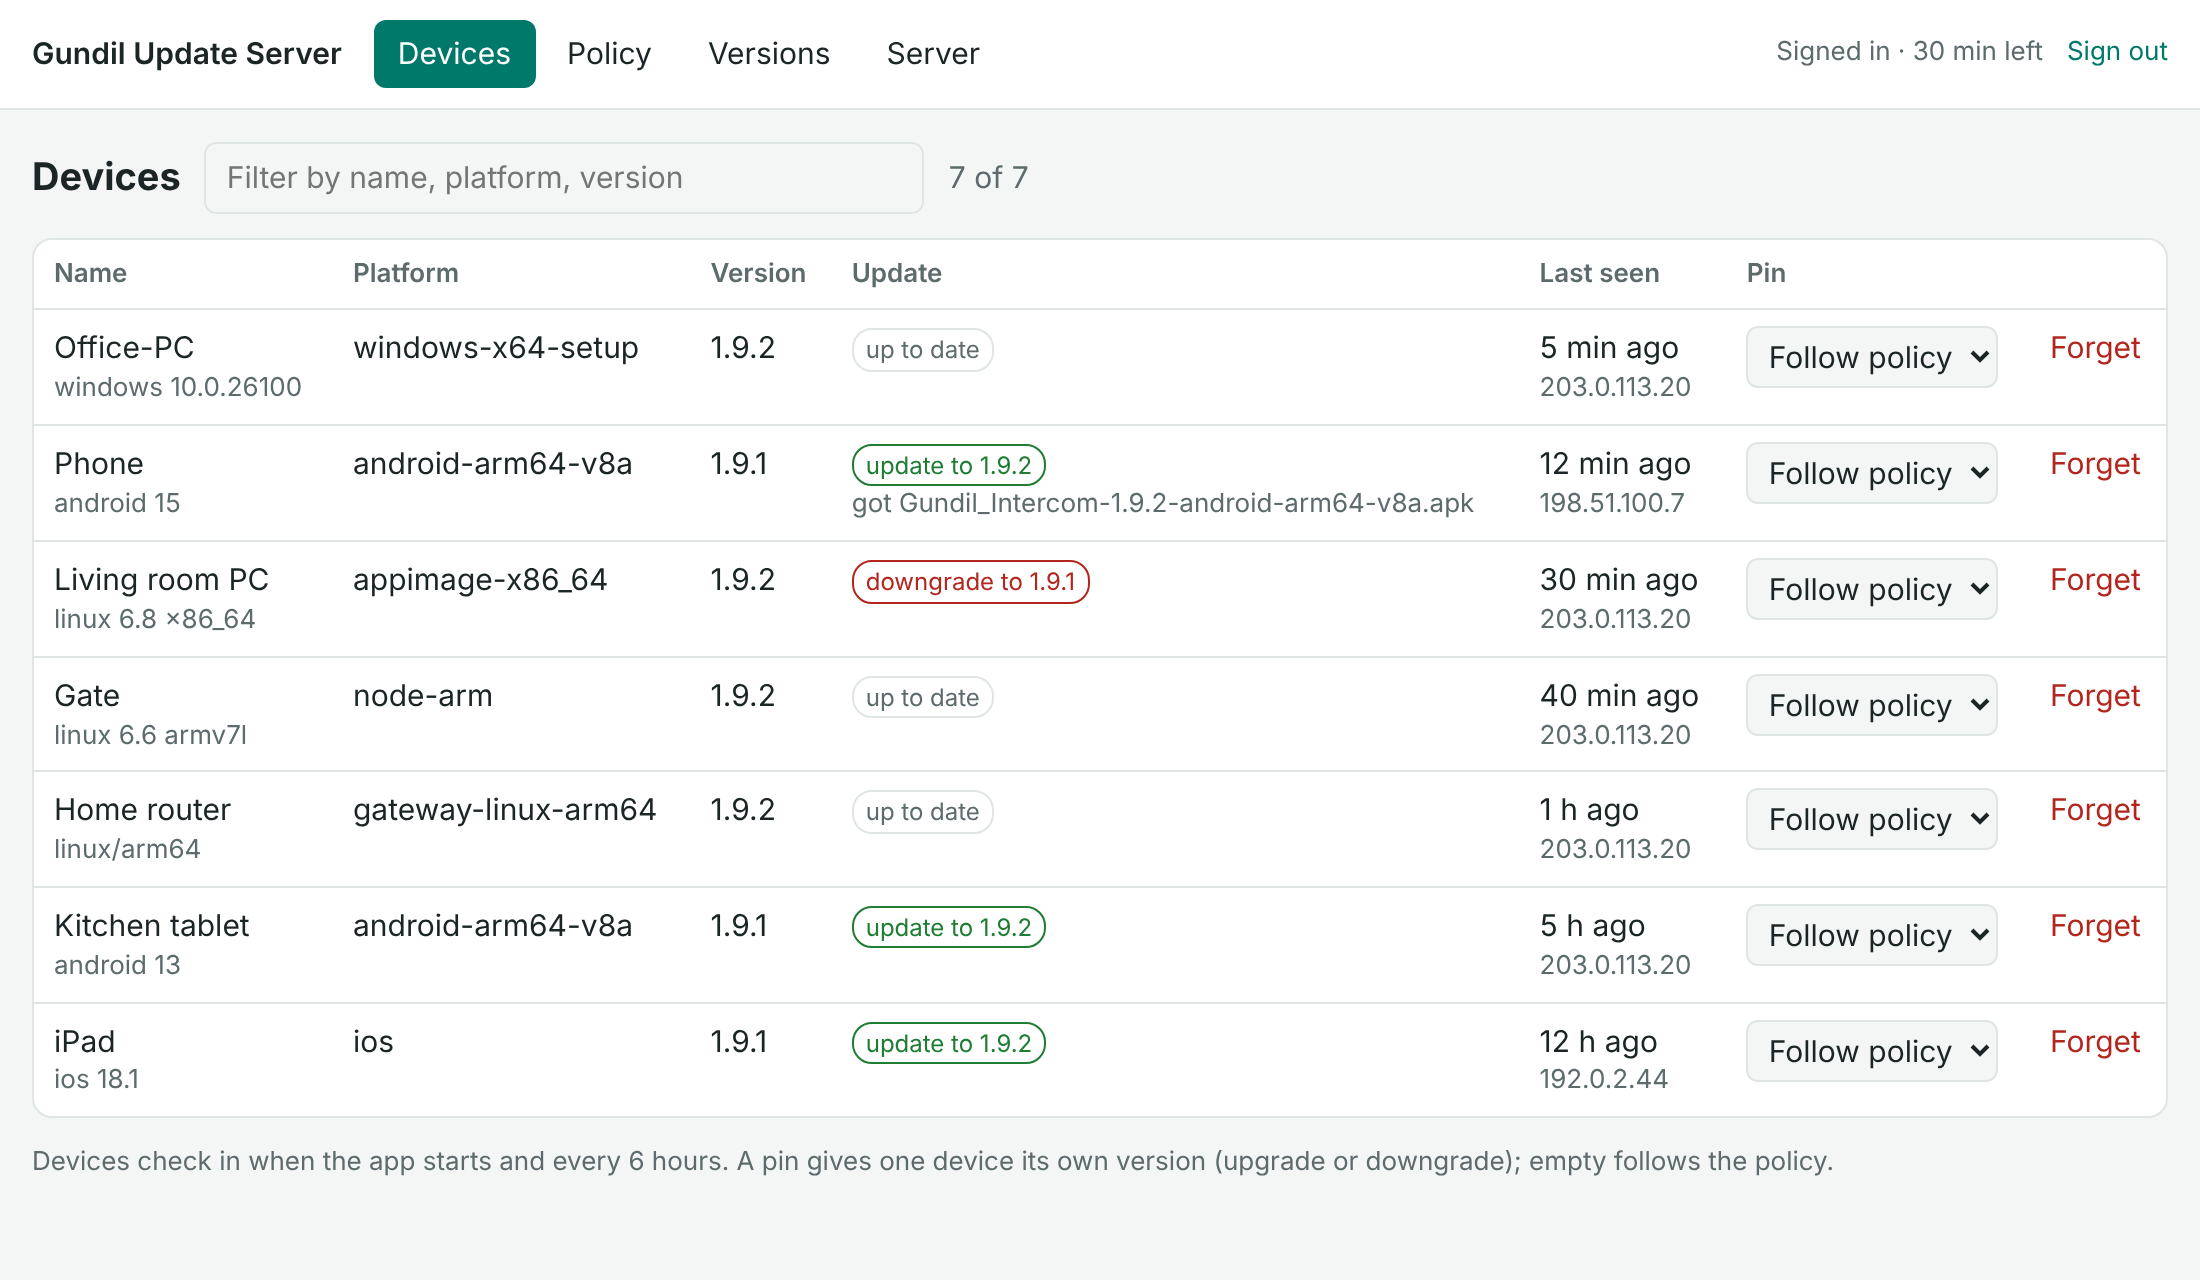 Gundil Update Server Devices Policy Versions Server Signed in · 30 min left Sign out
Devices Filter by name, platform, version 7 of 7
Name Platform Version Update Last seen Pin
Office-PC windows-x64-setup 1.9.2 up to date 5 min ago Follow policy Forget
windows 10.0.26100 203.0.113.20
Phone android-arm64-v8a 1.9.1 update to 1.9.2 12 min ago Follow policy Forget
android 15 got Gundil_Intercom-1.9.2-android-arm64-v8a.apk 198.51.100.7
Living room PC appimage-x86_64 1.9.2 downgrade to 1.9.1 30 min ago Follow policy Forget
linux 6.8 ×86_64 203.0.113.20
Gate node-arm 1.9.2 up to date 40 min ago Follow policy Forget
linux 6.6 armv7l 203.0.113.20
Home router gateway-linux-arm64 1.9.2 up to date 1 h ago Follow policy Forget
linux/arm64 203.0.113.20
Kitchen tablet android-arm64-v8a 1.9.1 update to 1.9.2 5 h ago Follow policy Forget
android 13 203.0.113.20
iPad ios 1.9.1 update to 1.9.2 12 h ago Follow policy Forget
ios 18.1 192.0.2.44
Devices check in when the app starts and every 6 hours. A pin gives one device its own version (upgrade or downgrade); empty follows the policy.